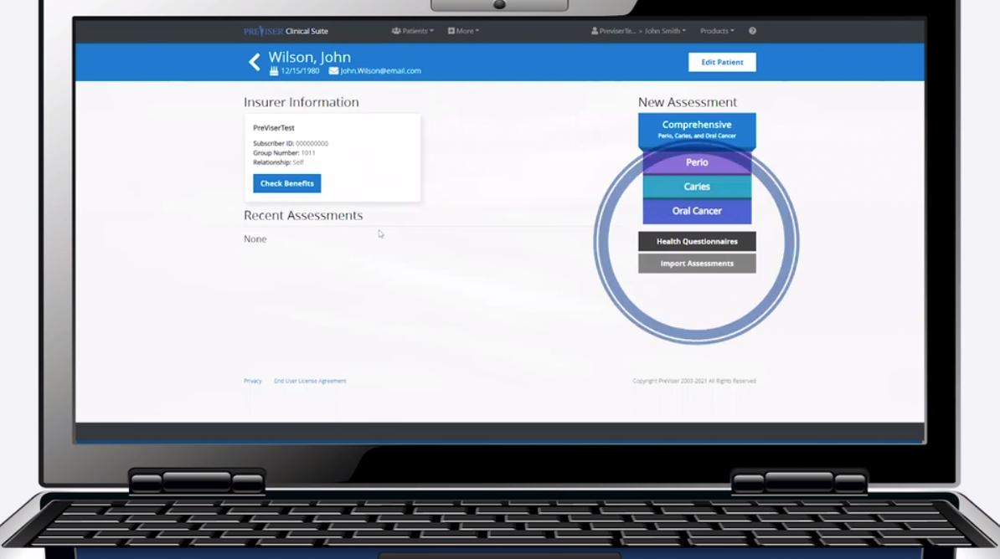 PREVISER Clinical Suite
Patients
More
PreviserTe... > John Smith
Products
Wilson, John
12/15/1980
John.Wilson@email.com
Edit Patient
Insurer Information
PreViserTest
Subscriber ID: 000000000
Group Number: 1011
Relationship: Self
Check Benefits
Recent Assessments
None
New Assessment
Comprehensive
Perio, Caries, and Oral Cancer
Perio
Caries
Oral Cancer
Health Questionnaires
Import Assessments
Privacy
End User License Agreement
Copyright PreViser 2003-2021 All Rights Reserved